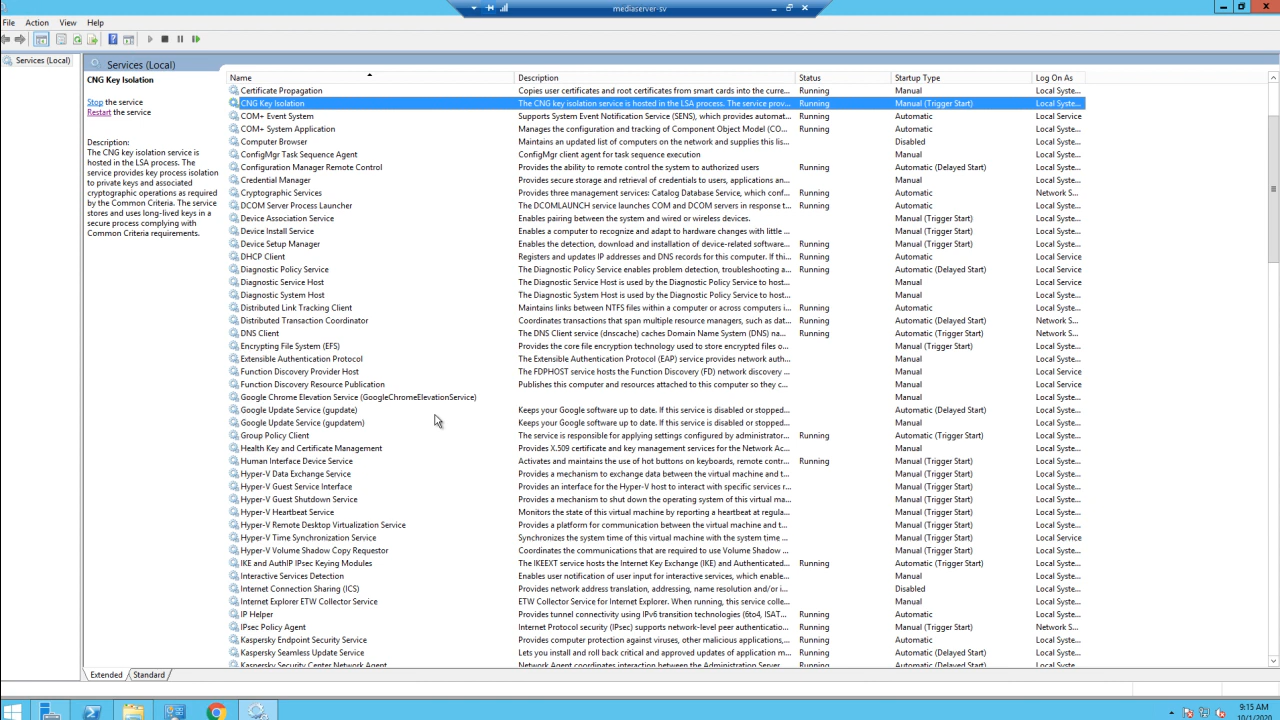 mediaserver-sv
File Action View Help
Services (Local)
Services (Local)
CNG Key Isolation
Stop the service
Restart the service
Description:
The CNG key isolation service is
hosted in the LSA process. The
service provides key process isolation
to private keys and associated
cryptographic operations as required
by the Common Criteria. The service
stores and uses long-lived keys in a
secure process complying with
Common Criteria requirements.
Name Description Status Startup Type Log On As
Certificate Propagation Copies user certificates and root certificates from smart cards into the curre... Running Manual Local Syste...
CNG Key Isolation The CNG key isolation service is hosted in the LSA process. The service prov... Running Manual (Trigger Start) Local Syste...
COM+ Event System Supports System Event Notification Service (SENS), which provides automat... Running Automatic Local Service
COM+ System Application Manages the configuration and tracking of Component Object Model (CO... Running Automatic Local Syste...
Computer Browser Maintains an updated list of computers on the network and supplies this li... Disabled Local Syste...
ConfigMgr Task Sequence Agent ConfigMgr client agent for task sequence execution Manual Local Syste...
Configuration Manager Remote Control Provides the ability to remote control the system to authorized users Running Automatic (Delayed Start) Local Syste...
Credential Manager Provides secure storage and retrieval of credentials to users, applications an... Manual Local Syste...
Cryptographic Services Provides three management services: Catalog Database Service, which conf... Running Automatic Network S...
DCOM Server Process Launcher The DCOMLAUNCH service launches COM and DCOM servers in response t... Running Automatic Local Syste...
Device Association Service Enables pairing between the system and wired or wireless devices. Manual (Trigger Start) Local Syste...
Device Install Service Enables a computer to recognize and adapt to hardware changes with little ... Manual (Trigger Start) Local Syste...
Device Setup Manager Enables the detection, download and installation of device-related software... Running Manual (Trigger Start) Local Syste...
DHCP Client Registers and updates IP addresses and DNS records for this computer. If thi... Running Automatic Local Service
Diagnostic Policy Service The Diagnostic Policy Service enables problem detection, troubleshooting a... Running Automatic (Delayed Start) Local Service
Diagnostic Service Host The Diagnostic Service Host is used by the Diagnostic Policy Service to host... Manual Local Service
Diagnostic System Host The Diagnostic System Host is used by the Diagnostic Policy Service to host... Manual Local Syste...
Distributed Link Tracking Client Maintains links between NTFS files within a computer or across computers i... Running Automatic Local Syste...
Distributed Transaction Coordinator Coordinates transactions that span multiple resource managers, such as dat... Running Automatic (Delayed Start) Network S...
DNS Client The DNS Client service (dnscache) caches Domain Name System (DNS) na... Running Automatic (Trigger Start) Network S...
Encrypting File System (EFS) Provides the core file encryption technology used to store encrypted files o... Manual (Trigger Start) Local Syste...
Extensible Authentication Protocol The Extensible Authentication Protocol (EAP) service provides network auth... Manual Local Syste...
Function Discovery Provider Host The FDPHOST service hosts the Function Discovery (FD) network discovery ... Manual Local Service
Function Discovery Resource Publication Publishes this computer and resources attached to this computer so they c... Manual Local Service
Google Chrome Elevation Service (GoogleChromeElevationService) Manual Local Syste...
Google Update Service (gupdate) Keeps your Google software up to date. If this service is disabled or stopped... Automatic (Delayed Start) Local Syste...
Google Update Service (gupdatem) Keeps your Google software up to date. If this service is disabled or stopped... Manual Local Syste...
Group Policy Client The service is responsible for applying settings configured by administrator... Running Automatic (Trigger Start) Local Syste...
Health Key and Certificate Management Provides X.509 certificate and key management services for the Network Ac... Manual Local Syste...
Human Interface Device Service Activates and maintains the use of hot buttons on keyboards, remote contr... Running Manual (Trigger Start) Local Syste...
Hyper-V Data Exchange Service Provides a mechanism to exchange data between the virtual machine and t... Manual (Trigger Start) Local Syste...
Hyper-V Guest Service Interface Provides an interface for the Hyper-V host to interact with specific services r... Manual (Trigger Start) Local Syste...
Hyper-V Guest Shutdown Service Provides a mechanism to shut down the operating system of this virtual ma... Manual (Trigger Start) Local Syste...
Hyper-V Heartbeat Service Monitors the state of this virtual machine by reporting a heartbeat at regula... Manual (Trigger Start) Local Syste...
Hyper-V Remote Desktop Virtualization Service Provides a platform for communication between the virtual machine and t... Manual (Trigger Start) Local Syste...
Hyper-V Time Synchronization Service Synchronizes the system time of this virtual machine with the system time ... Manual (Trigger Start) Local Service
Hyper-V Volume Shadow Copy Requestor Coordinates the communications that are required to use Volume Shadow ... Manual (Trigger Start) Local Syste...
IKE and AuthIP IPsec Keying Modules The IKEEXT service hosts the Internet Key Exchange (IKE) and Authenticated... Running Automatic (Trigger Start) Local Syste...
Interactive Services Detection Enables user notification of user input for interactive services, which enable... Manual Local Syste...
Internet Connection Sharing (ICS) Provides network address translation, addressing, name resolution and/or i... Disabled Local Syste...
Internet Explorer ETW Collector Service ETW Collector Service for Internet Explorer. When running, this service colle... Manual Local Syste...
IP Helper Provides tunnel connectivity using IPv6 transition technologies (6to4, ISAT... Running Automatic Local Syste...
IPsec Policy Agent Internet Protocol security (IPsec) supports network-level peer authenticatio... Running Manual (Trigger Start) Network S...
Kaspersky Endpoint Security Service Provides computer protection against viruses, other malicious applications,... Running Automatic Local Syste...
Kaspersky Seamless Update Service Lets you install and roll back critical and approved updates of application m... Running Automatic (Delayed Start) Local Syste...
Kaspersky Security Center Network Agent Network Agent coordinates interaction between the Administration Server... Running Automatic (Delayed Start) Local Syste...
Extended Standard
9:15 AM
10/1/2020